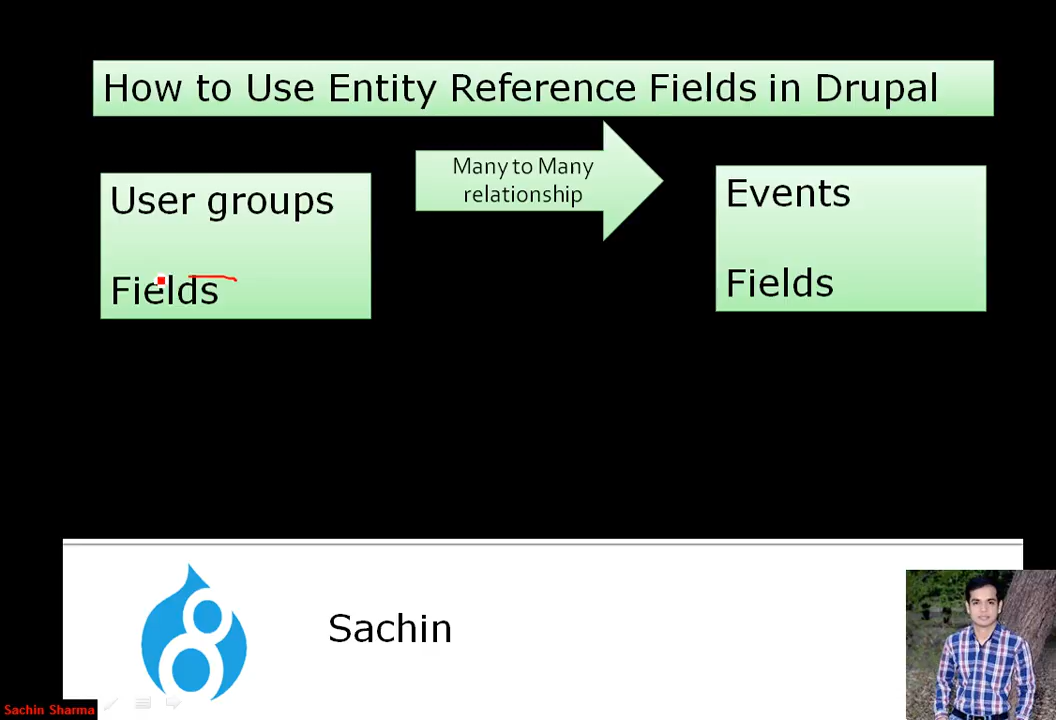 How to Use Entity Reference Fields in Drupal
Many to Many
relationship
User groups
Fields
Events
Fields
Sachin
Sachin Sharma